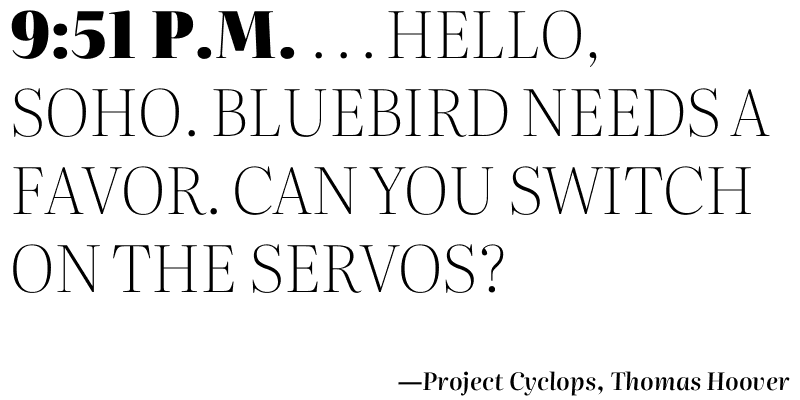 9:51 P.M. . . . HELLO,
SOHO. BLUEBIRD NEEDS A
FAVOR. CAN YOU SWITCH
ON THE SERVOS?
—Project Cyclops, Thomas Hoover